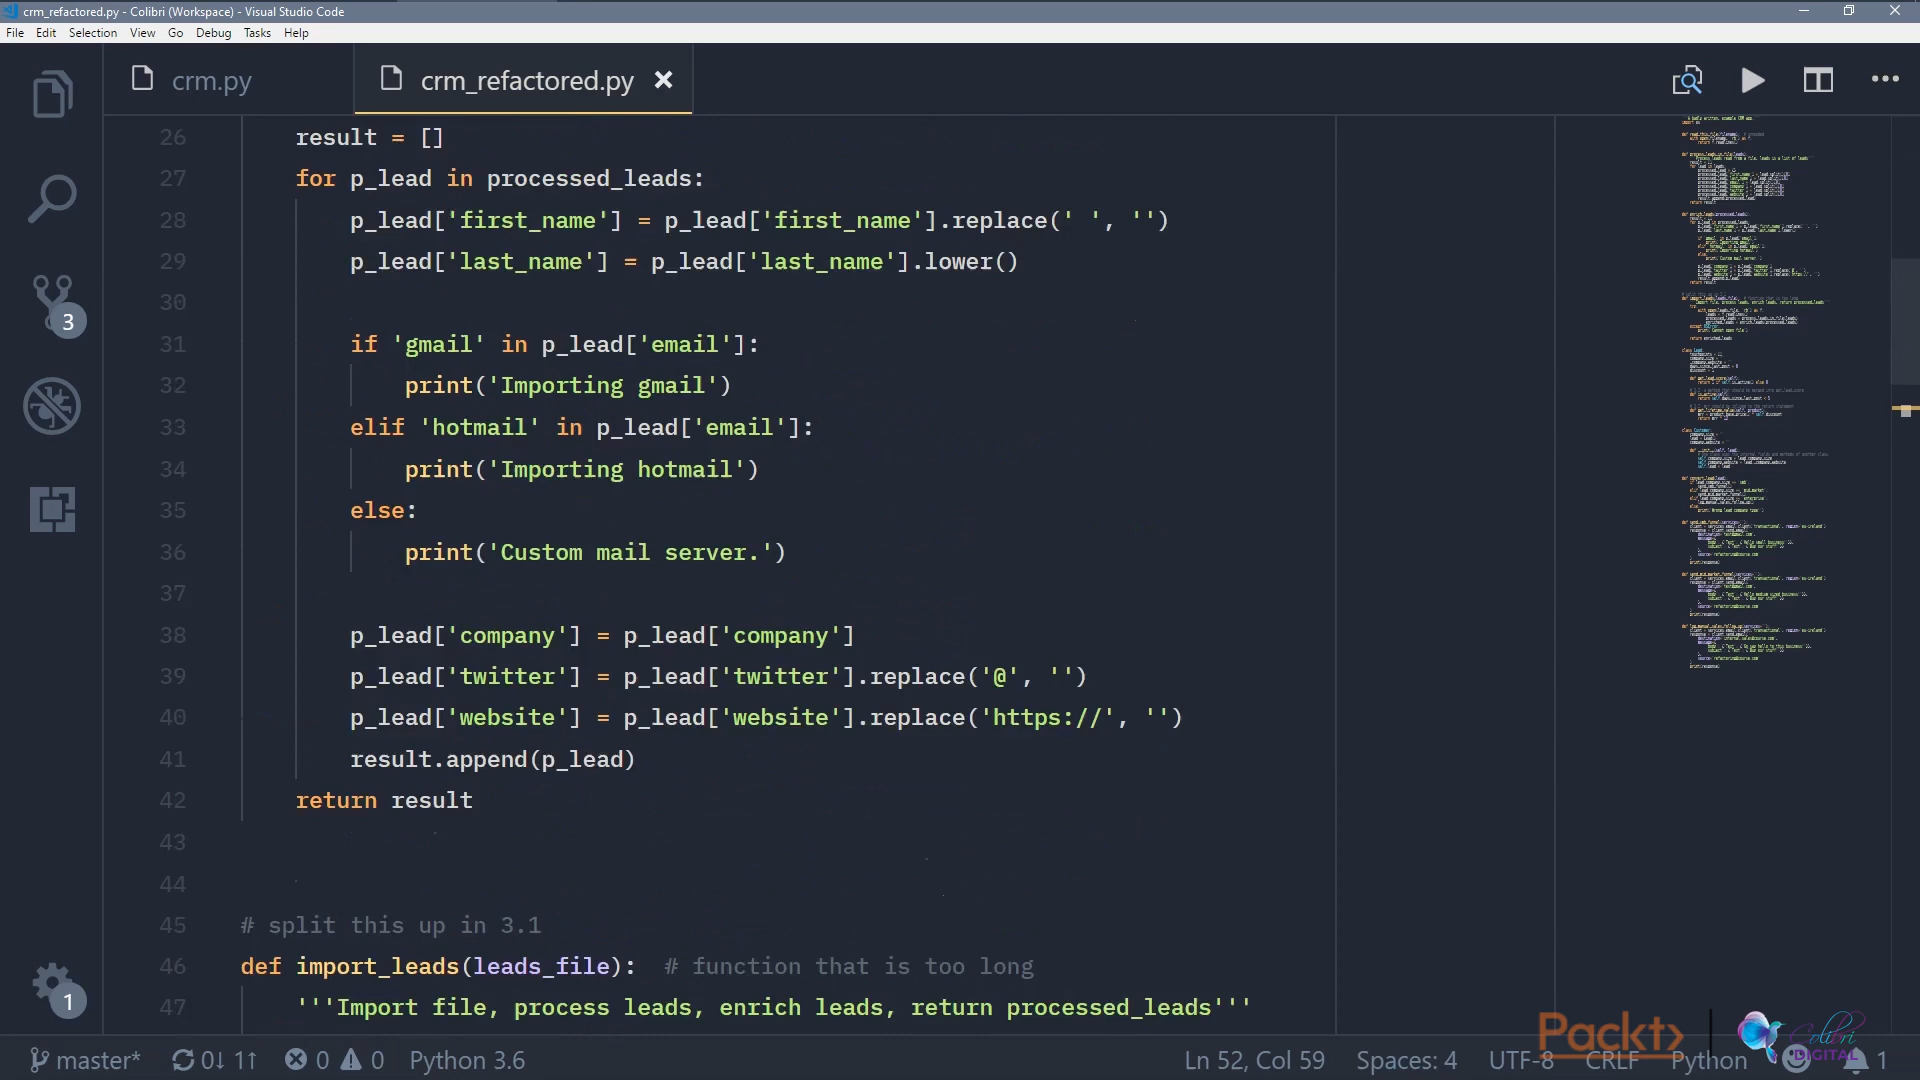 crm_refactored.py - Colibri (Workspace) - Visual Studio Code
File Edit Selection View Go Debug Tasks Help
crm.py
crm_refactored.py
26 result = []
27 for p_lead in processed_leads:
28 p_lead['first_name'] = p_lead['first_name'].replace(' ', '')
29 p_lead['last_name'] = p_lead['last_name'].lower()
30
31 if 'gmail' in p_lead['email']:
32 print('Importing gmail')
33 elif 'hotmail' in p_lead['email']:
34 print('Importing hotmail')
35 else:
36 print('Custom mail server.')
37
38 p_lead['company'] = p_lead['company']
39 p_lead['twitter'] = p_lead['twitter'].replace('@', '')
40 p_lead['website'] = p_lead['website'].replace('https://', '')
41 result.append(p_lead)
42 return result
43
44
45 # split this up in 3.1
46 def import_leads(leads_file): # function that is too long
47 '''Import file, process leads, enrich leads, return processed_leads'''
3
1
Packt>
Colibri
DIGITAL
master* 0↓ 1↑ 0 0 Python 3.6 Ln 52, Col 59 Spaces: 4 UTF-8 CRLF Python 1